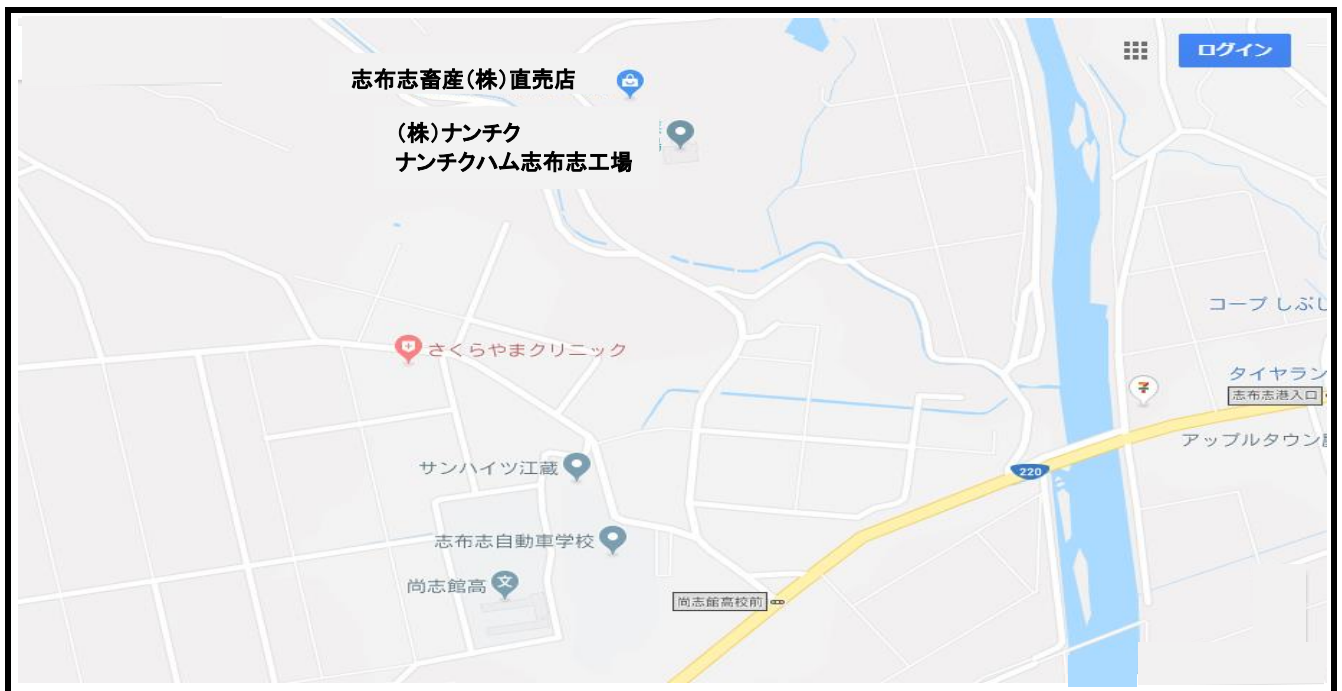 ログイン
志布志畜産(株)直売店
(株)ナンチク
ナンチクハム志布志工場
コープ しぶし
さくらやまクリニック
タイヤラン
志布志港入口
アップルタウン
サンハイツ江蔵
220
志布志自動車学校
尚志館高
文
尚志館高校前